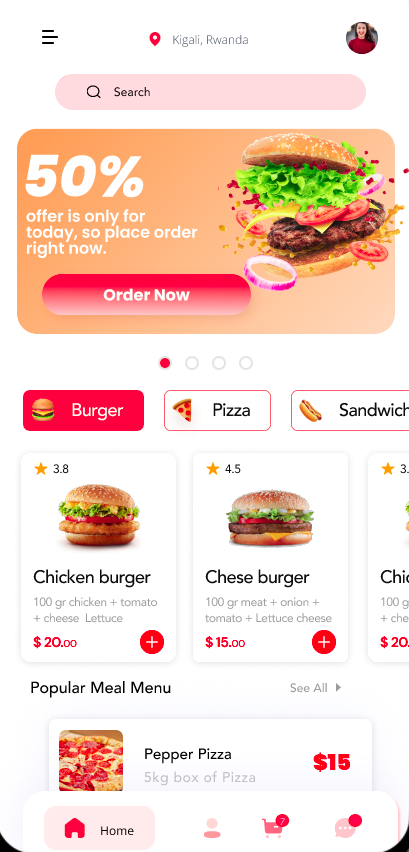 Kigali, Rwanda
Search
50%
offer is only for
today, so place order
right now.
Order Now
Burger
Pizza
Sandwich
3.8
4.5
3.
Chicken burger
Chese burger
Chic
100 gr chicken + tomato
+ cheese Lettuce
100 gr meat + onion +
tomato + Lettuce cheese
100 g
+ che
$ 20.00
$ 15.00
$ 20.
Popular Meal Menu
See All
Pepper Pizza
5kg box of Pizza
$15
Home
7